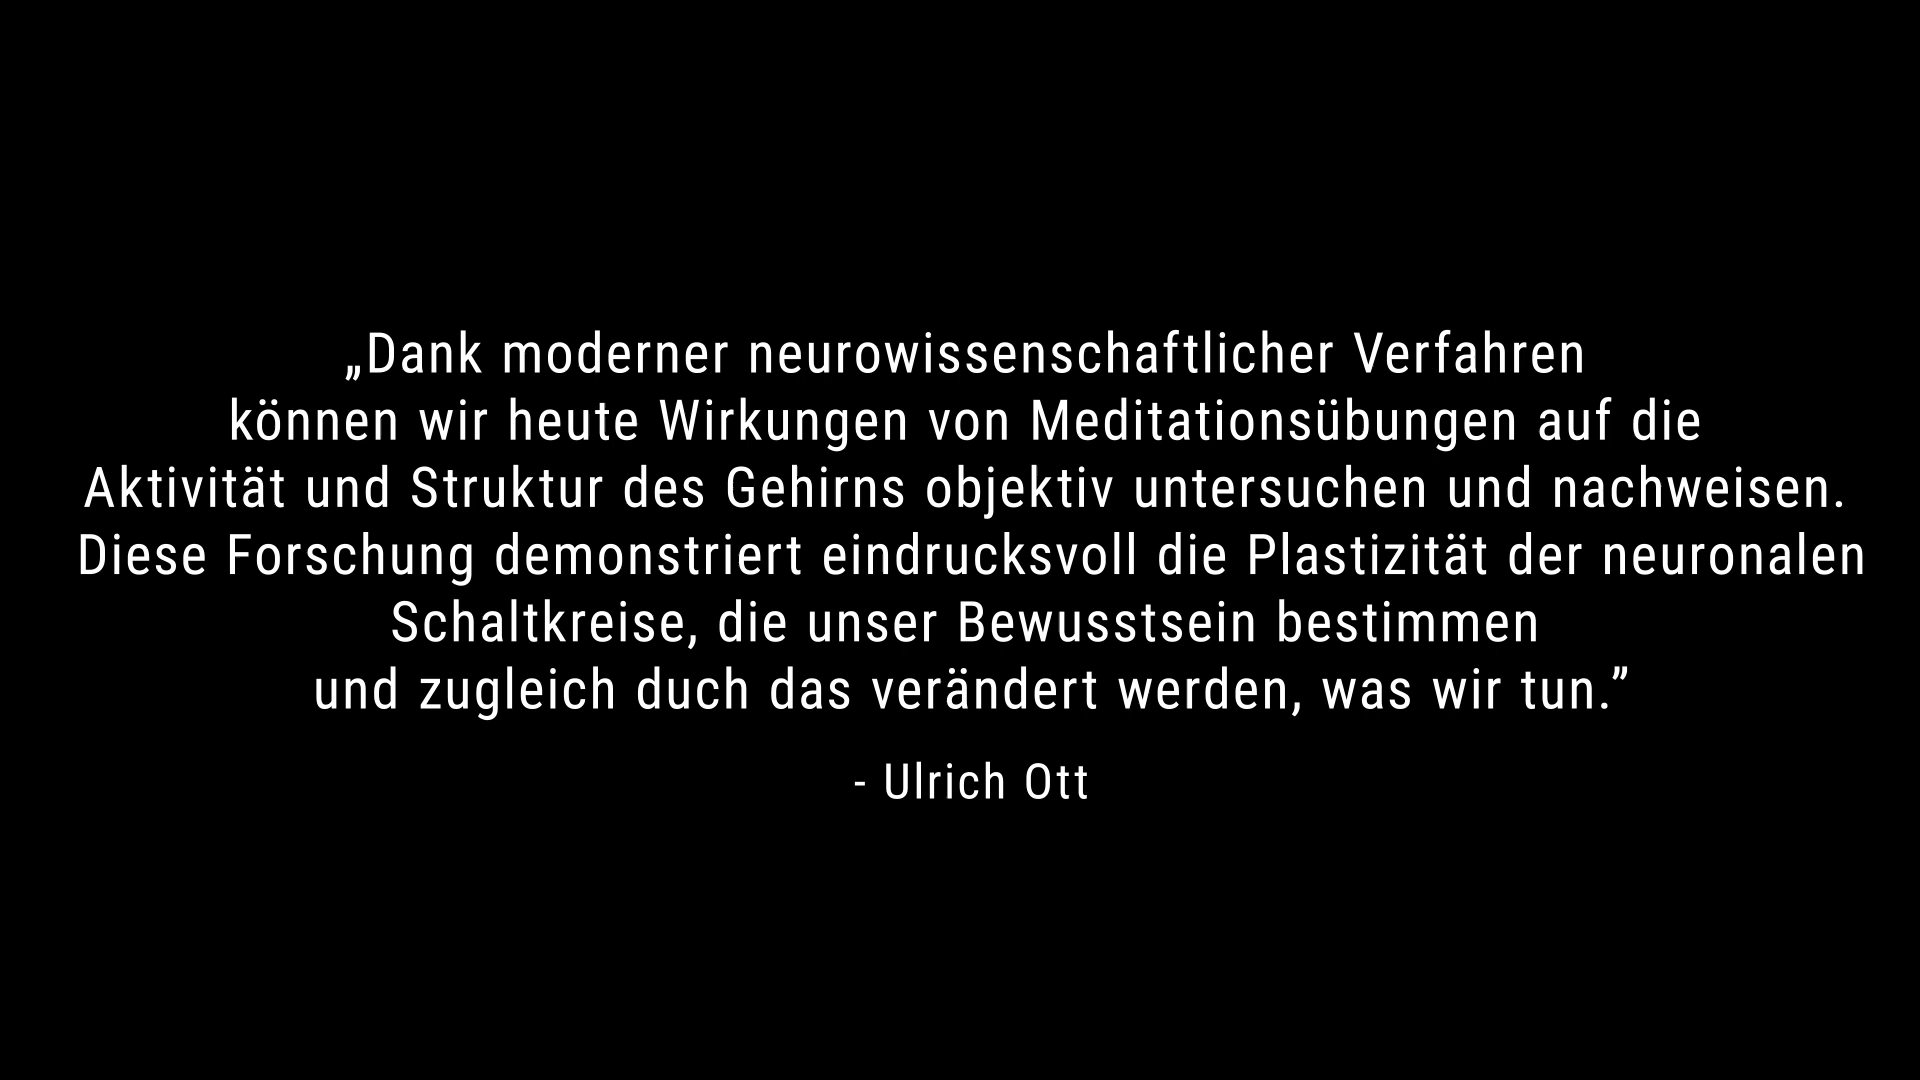 „Dank moderner neurowissenschaftlicher Verfahren
können wir heute Wirkungen von Meditationsübungen auf die
Aktivität und Struktur des Gehirns objektiv untersuchen und nachweisen.
Diese Forschung demonstriert eindrucksvoll die Plastizität der neuronalen
Schaltkreise, die unser Bewusstsein bestimmen
und zugleich duch das verändert werden, was wir tun.”
- Ulrich Ott